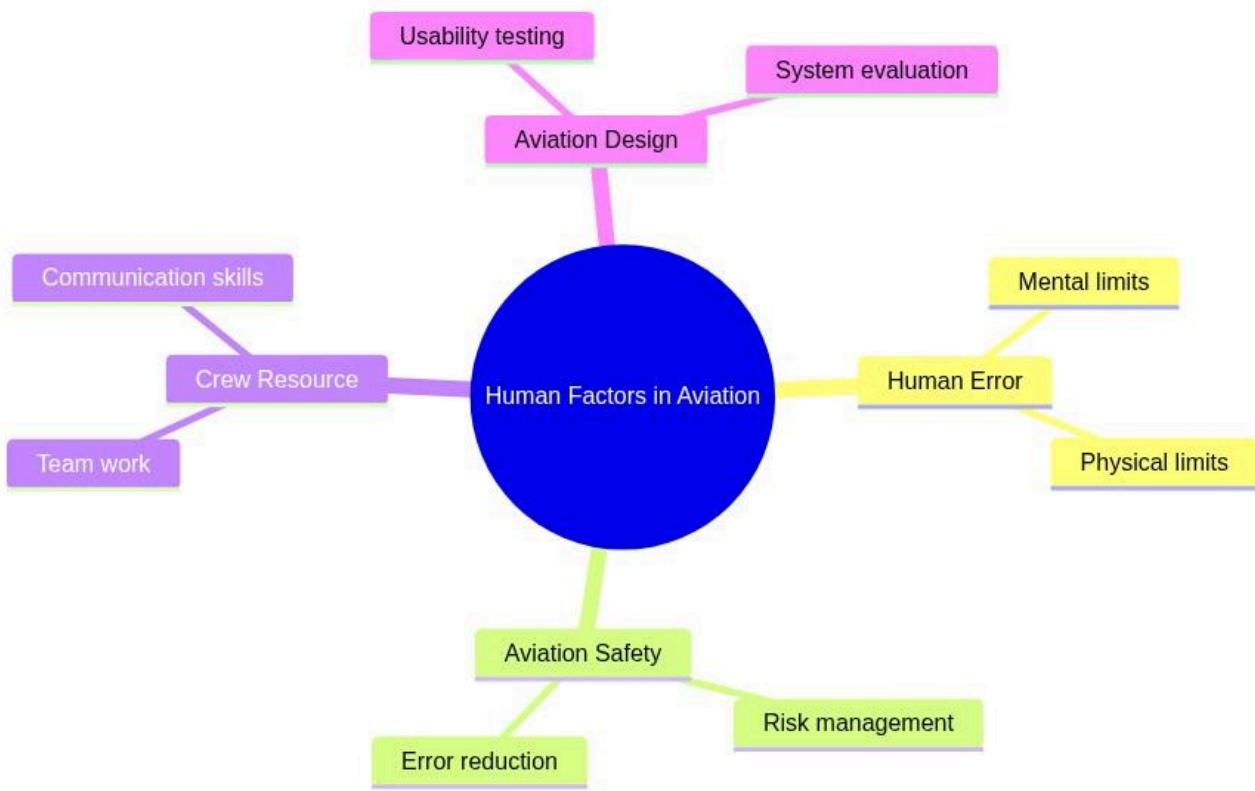 Usability testing
System evaluation
Aviation Design
Communication skills
Mental limits
Crew Resource
Human Factors in Aviation
Human Error
Team work
Physical limits
Aviation Safety
Risk management
Error reduction